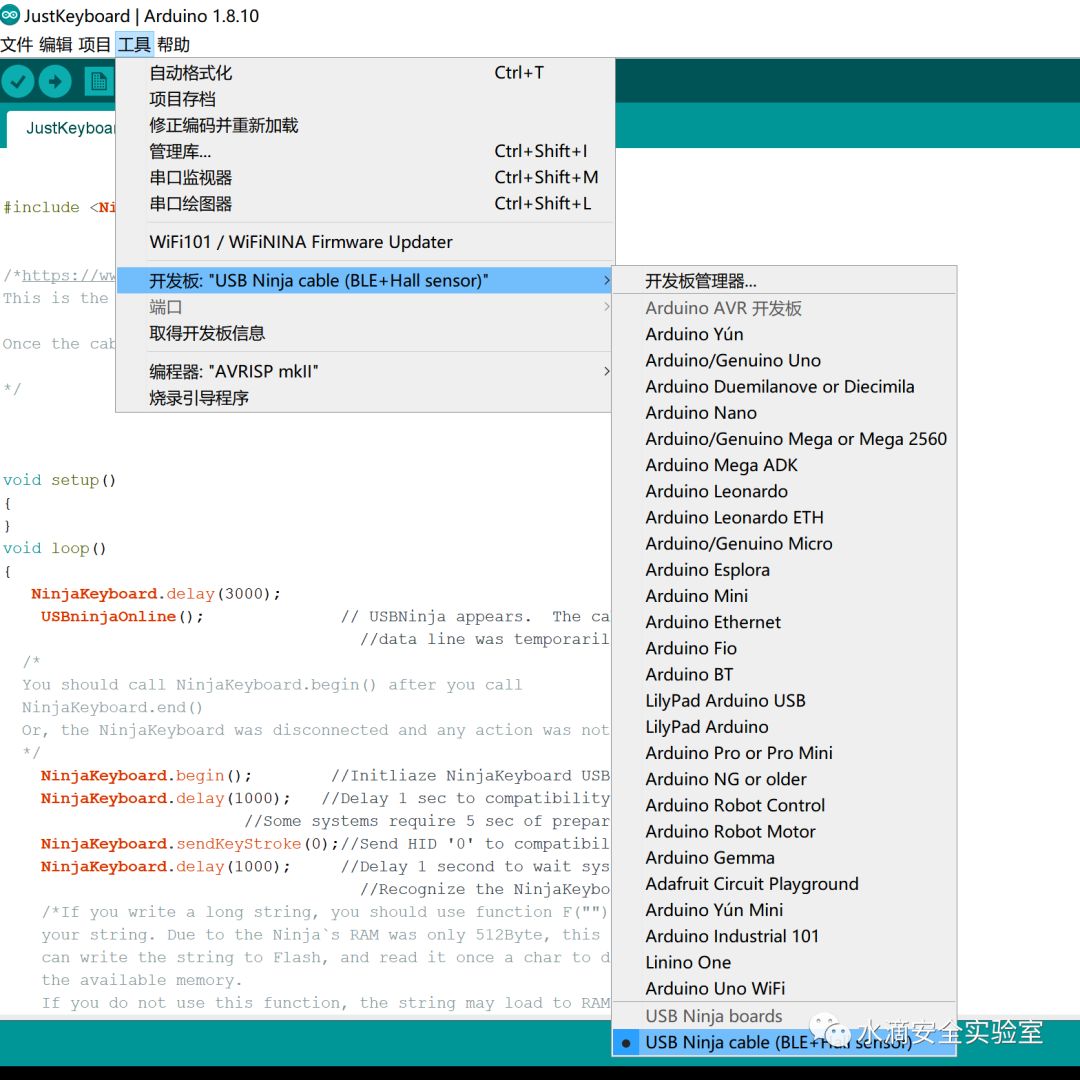 JustKeyboard | Arduino 1.8.10
文件 编辑 项目 工具 帮助
自动格式化 Ctrl+T
项目存档
修正编码并重新加载
管理库... Ctrl+Shift+I
串口监视器 Ctrl+Shift+M
串口绘图器 Ctrl+Shift+L
WiFi101 / WiFiNINA Firmware Updater
开发板: "USB Ninja cable (BLE+Hall sensor)"
端口
取得开发板信息
编程器: "AVRISP mkII"
烧录引导程序
开发板管理器...
Arduino AVR 开发板
Arduino Yún
Arduino/Genuino Uno
Arduino Duemilanove or Diecimila
Arduino Nano
Arduino/Genuino Mega or Mega 2560
Arduino Mega ADK
Arduino Leonardo
Arduino Leonardo ETH
Arduino/Genuino Micro
Arduino Esplora
Arduino Mini
Arduino Ethernet
Arduino Fio
Arduino BT
LilyPad Arduino USB
LilyPad Arduino
Arduino Pro or Pro Mini
Arduino NG or older
Arduino Robot Control
Arduino Robot Motor
Arduino Gemma
Adafruit Circuit Playground
Arduino Yún Mini
Arduino Industrial 101
Linino One
Arduino Uno WiFi
USB Ninja boards
USB Ninja cable (BLE+Hall sensor)
JustKeyboar
#include <Ni
/*https://ww
This is the
Once the cab
*/
void setup()
{
}
void loop()
{
NinjaKeyboard.delay(3000);
USBninjaOnline(); // USBNinja appears. The ca
//data line was temporaril
/*
You should call NinjaKeyboard.begin() after you call
NinjaKeyboard.end()
Or, the NinjaKeyboard was disconnected and any action was not
*/
NinjaKeyboard.begin(); //Initliaze NinjaKeyboard USB
NinjaKeyboard.delay(1000); //Delay 1 sec to compatibility
//Some systems require 5 sec of prepar
NinjaKeyboard.sendKeyStroke(0);//Send HID '0' to compatibil
NinjaKeyboard.delay(1000); //Delay 1 second to wait sys
//Recognize the NinjaKeybo
/*If you write a long string, you should use function F("")
your string. Due to the Ninja`s RAM was only 512Byte, this
can write the string to Flash, and read it once a char to d
the available memory.
If you do not use this function, the string may load to RAM
水滴安全实验室